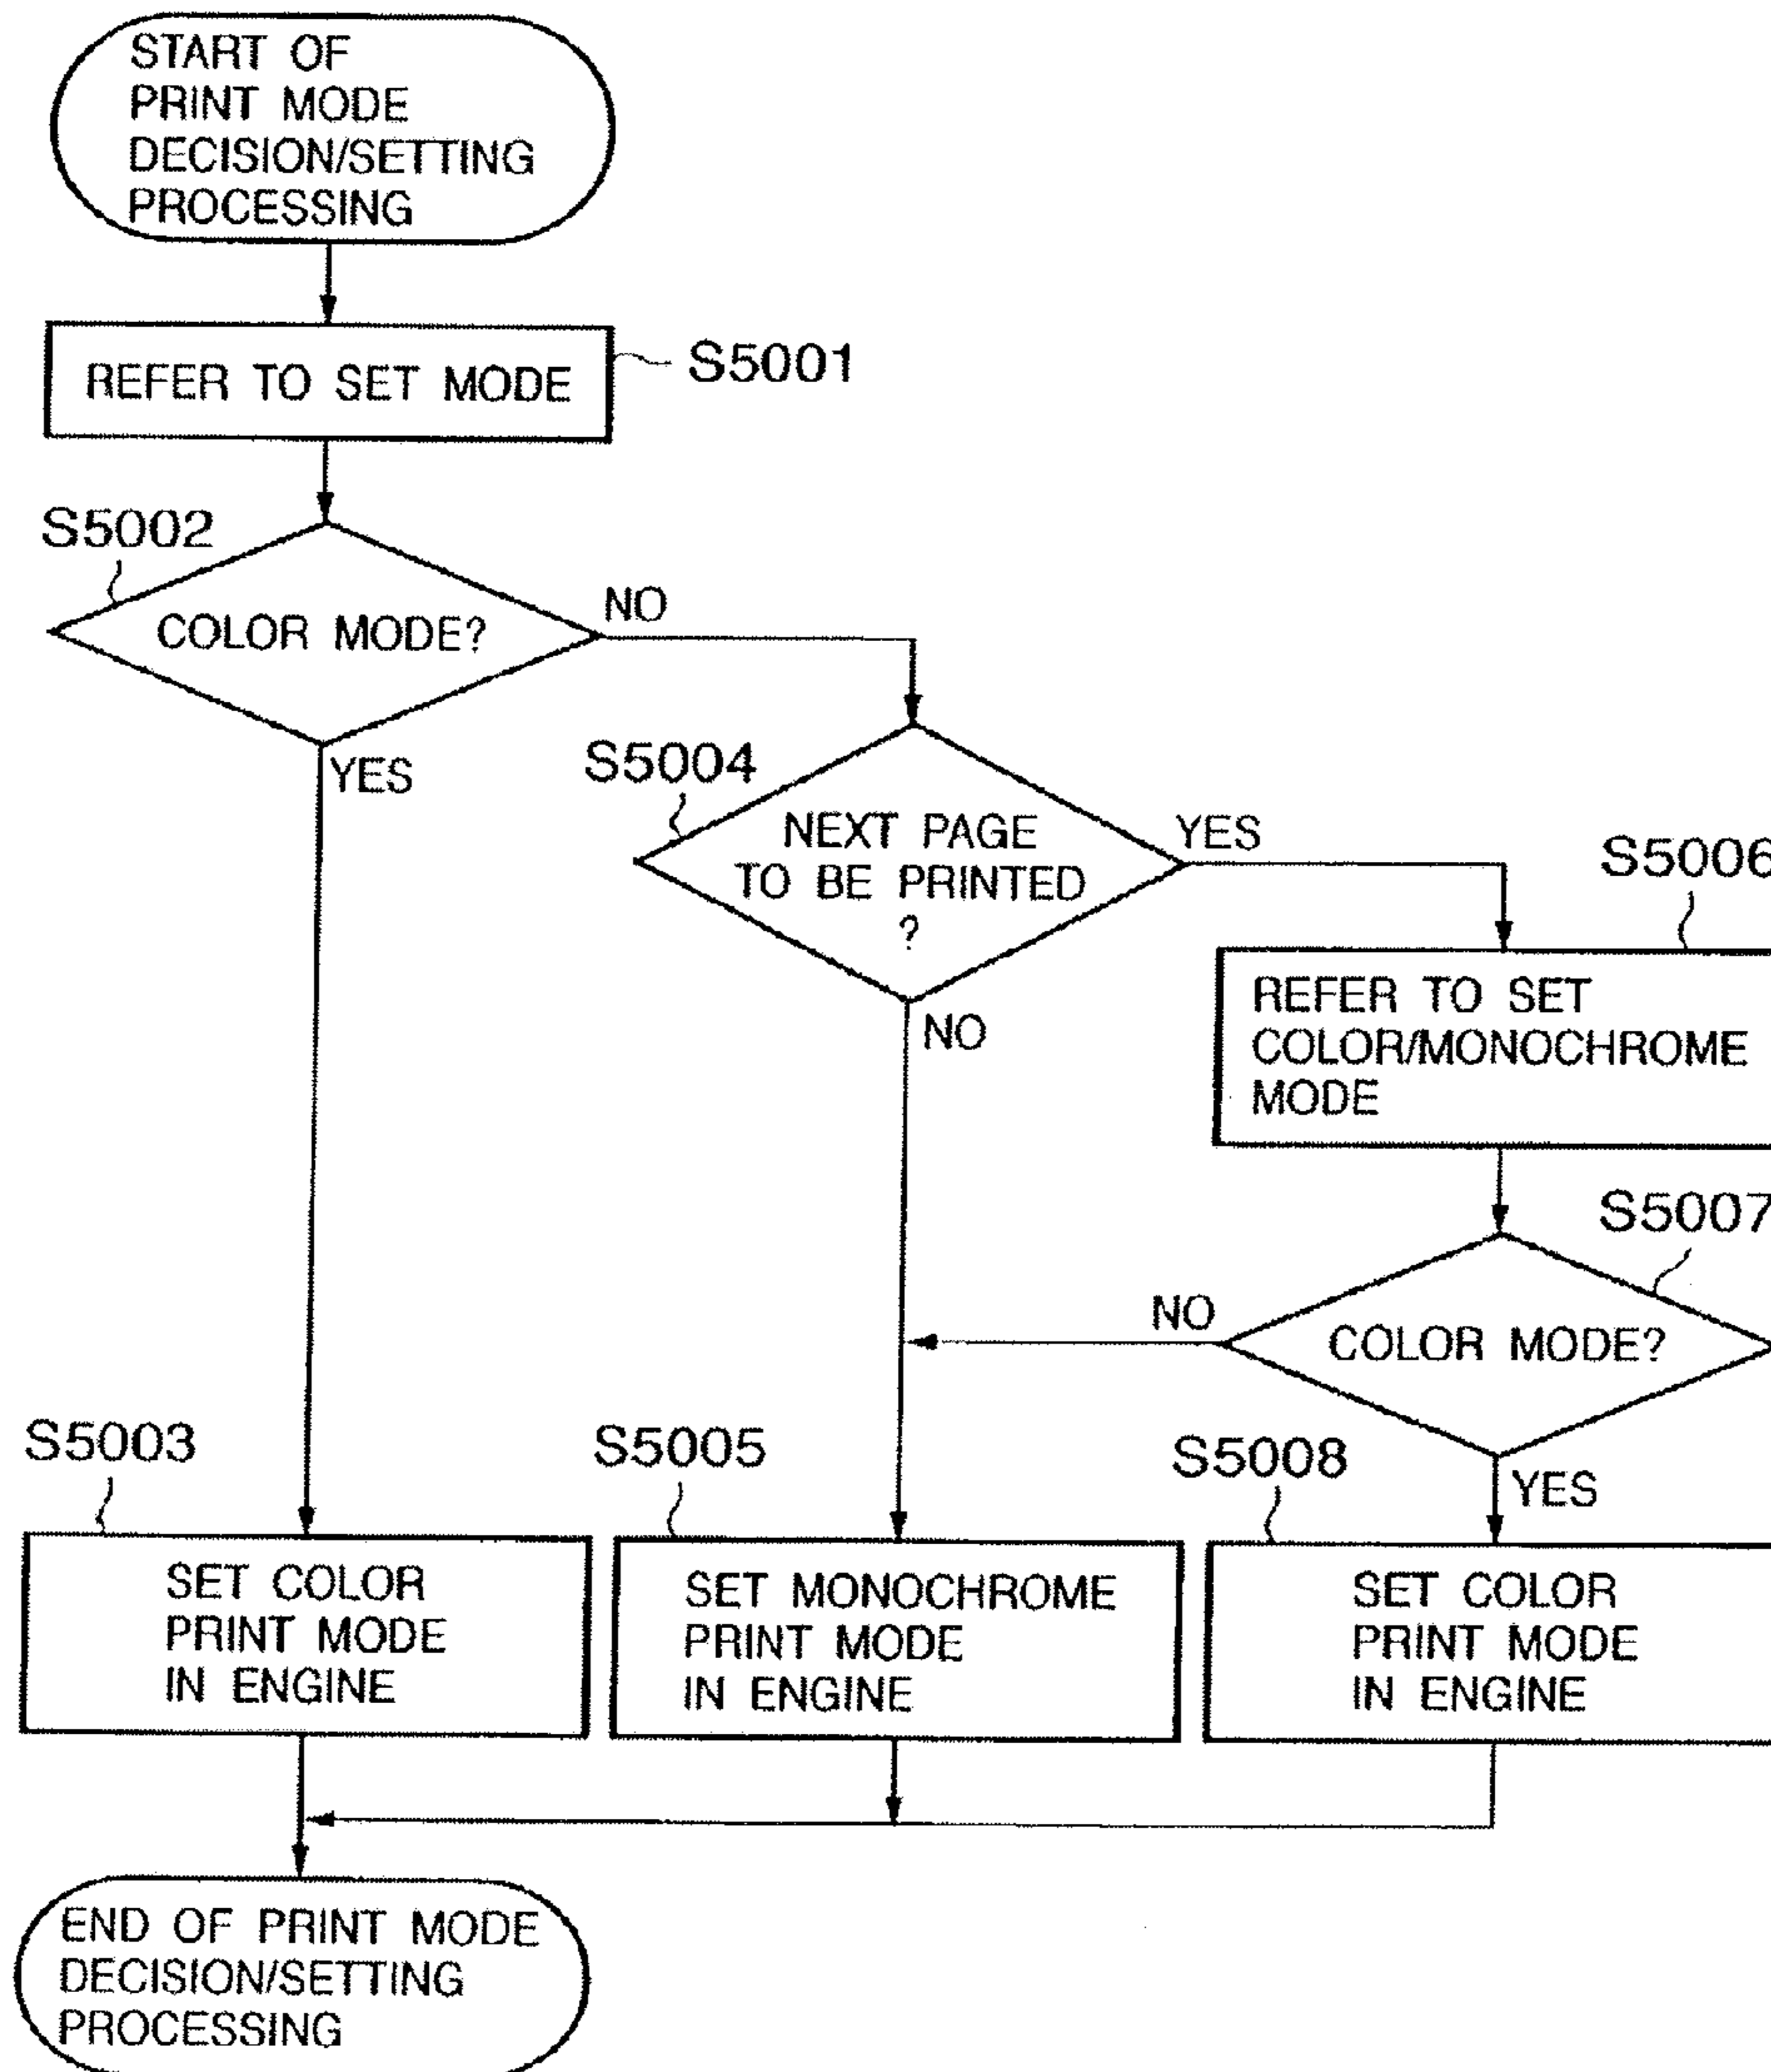 START OF
PRINT MODE
DECISION/SETTING
PROCESSING
REFER TO SET MODE
S5001
S5002
COLOR MODE?
NO
YES
S5004
NEXT PAGE
TO BE PRINTED
?
YES
NO
S5006
REFER TO SET
COLOR/MONOCHROME
MODE
S5007
COLOR MODE?
NO
YES
S5003
SET COLOR
PRINT MODE
IN ENGINE
S5005
SET MONOCHROME
PRINT MODE
IN ENGINE
S5008
SET COLOR
PRINT MODE
IN ENGINE
END OF PRINT MODE
DECISION/SETTING
PROCESSING